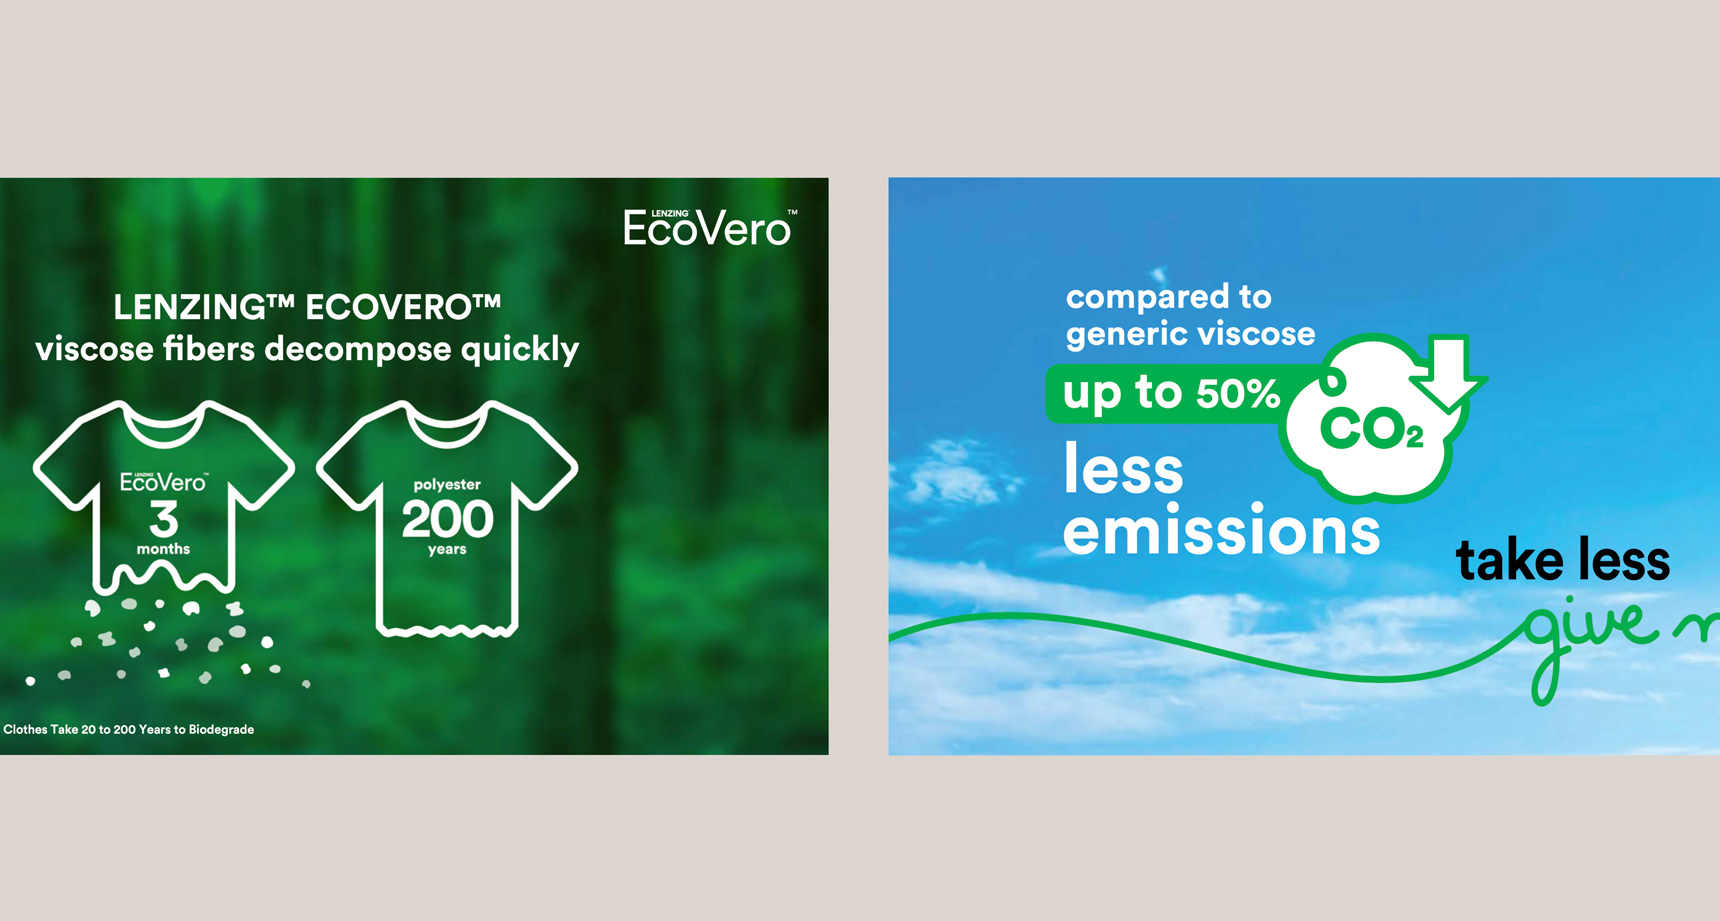 LENZING
EcoVero™
LENZING™ ECOVERO™
viscose fibers decompose quickly
LENZING
EcoVero™
3
months
polyester
200
years
Clothes Take 20 to 200 Years to Biodegrade
compared to
generic viscose
up to 50%
CO₂
less
emissions
take less
give